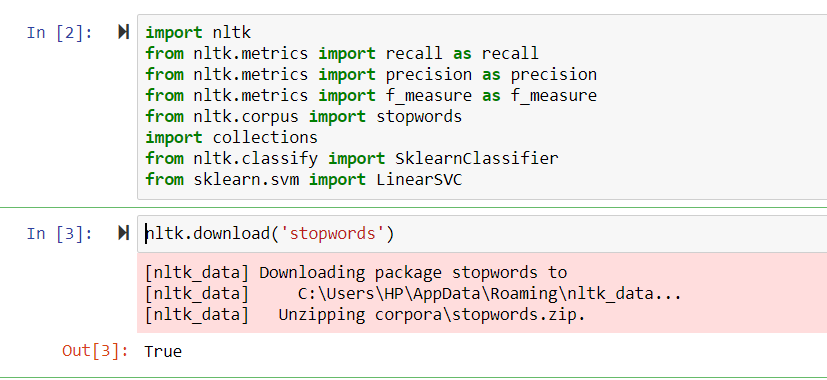 In [2]:
import nltk
from nltk.metrics import recall as recall
from nltk.metrics import precision as precision
from nltk.metrics import f_measure as f_measure
from nltk.corpus import stopwords
import collections
from nltk.classify import SklearnClassifier
from sklearn.svm import LinearSVC
In [3]:
nltk.download('stopwords')
[nltk_data] Downloading package stopwords to
[nltk_data]     C:\Users\HP\AppData\Roaming\nltk_data...
[nltk_data]   Unzipping corpora\stopwords.zip.
Out[3]: True